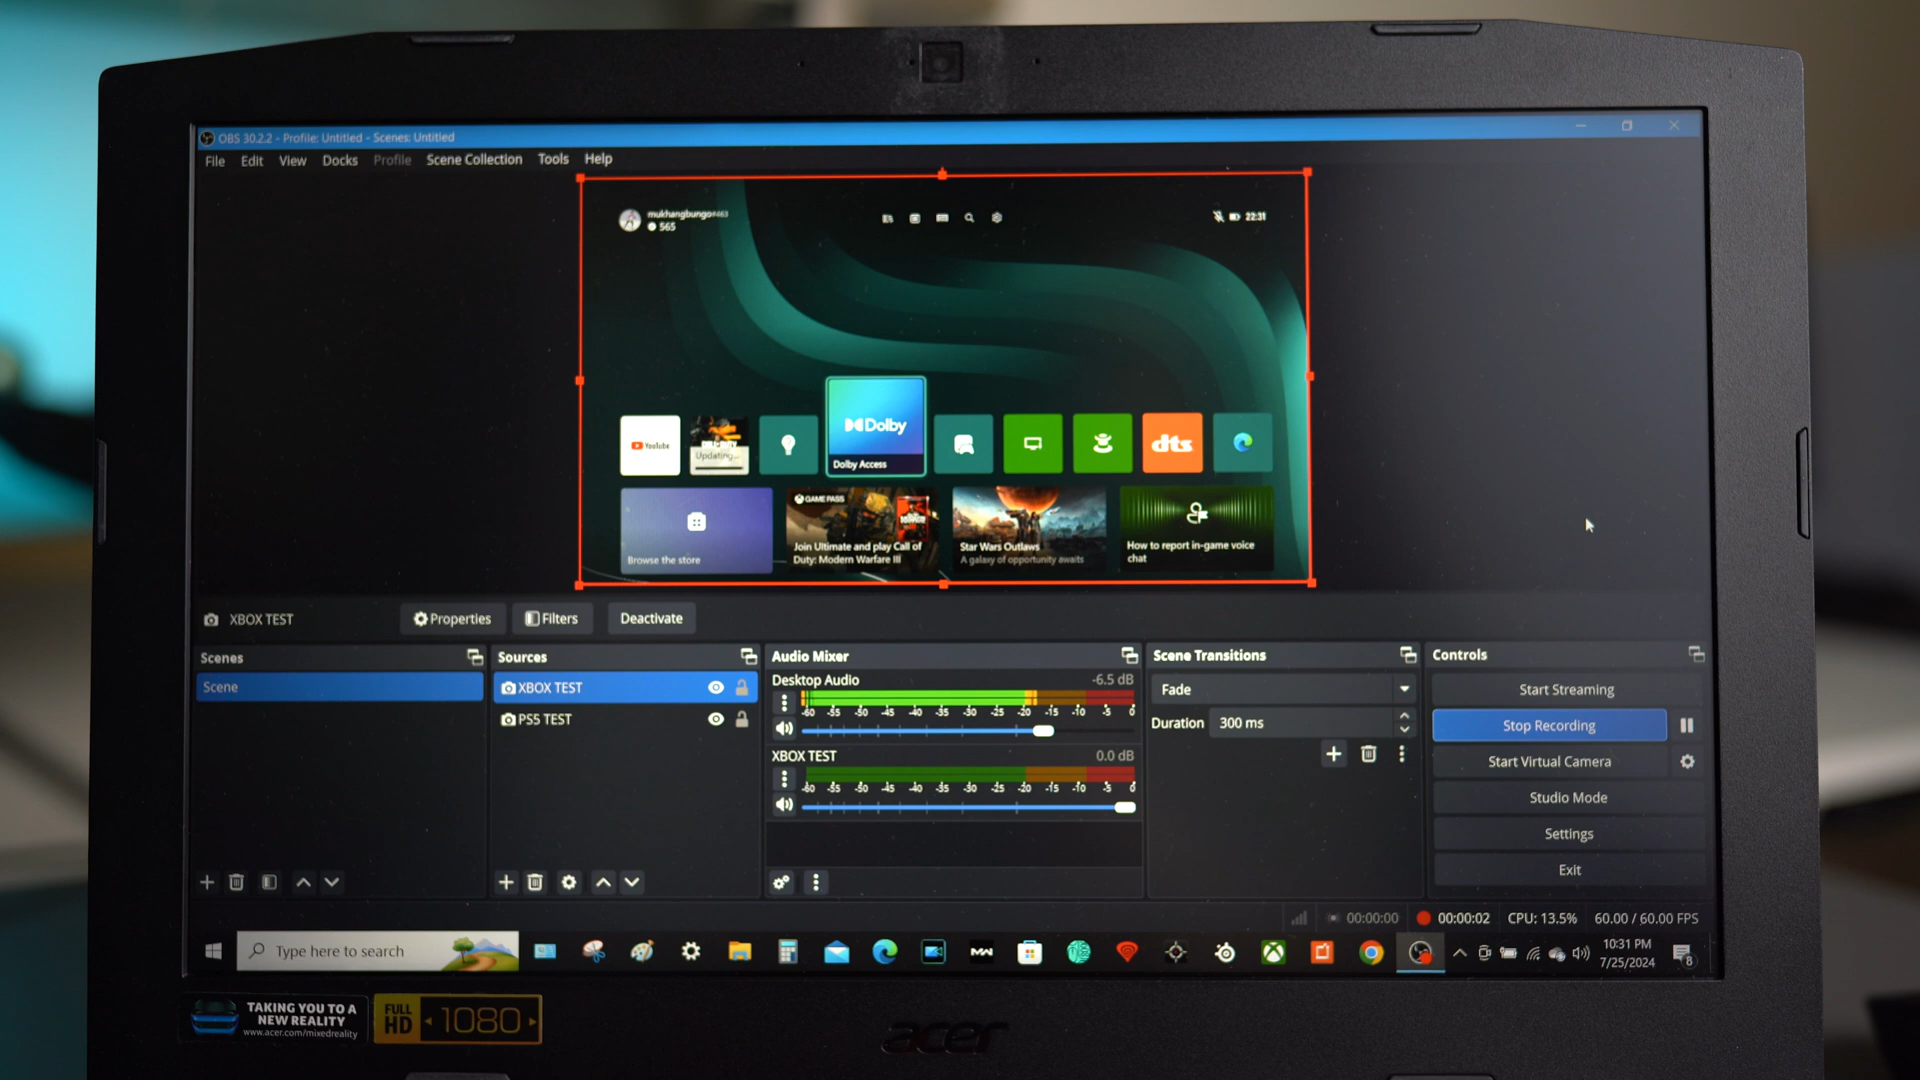 OBS 30.2.2 - Profile: Untitled - Scenes: Untitled
File Edit View Docks Profile Scene Collection Tools Help
mukhangbungo#463
565
22:31
YouTube
CALL OF DUTY
Updating...
Dolby
Dolby Access
dts
Browse the store
GAME PASS
Join Ultimate and play Call of
Duty: Modern Warfare III
Star Wars Outlaws
A galaxy of opportunity awaits
How to report in-game voice
chat
XBOX TEST Properties Filters Deactivate
Scenes
Scene
Sources
XBOX TEST
PS5 TEST
Audio Mixer
Desktop Audio -6.5 dB
-60 -55 -50 -45 -40 -35 -30 -25 -20 -15 -10 -5 0
XBOX TEST 0.0 dB
-60 -55 -50 -45 -40 -35 -30 -25 -20 -15 -10 -5 0
Scene Transitions
Fade
Duration 300 ms
Controls
Start Streaming
Stop Recording
Start Virtual Camera
Studio Mode
Settings
Exit
00:00:00 00:00:02 CPU: 13.5% 60.00 / 60.00 FPS
Type here to search
MW
10:31 PM
7/25/2024
8
TAKING YOU TO A
NEW REALITY
www.acer.com/mixedreality
FULL
HD
1080
acer